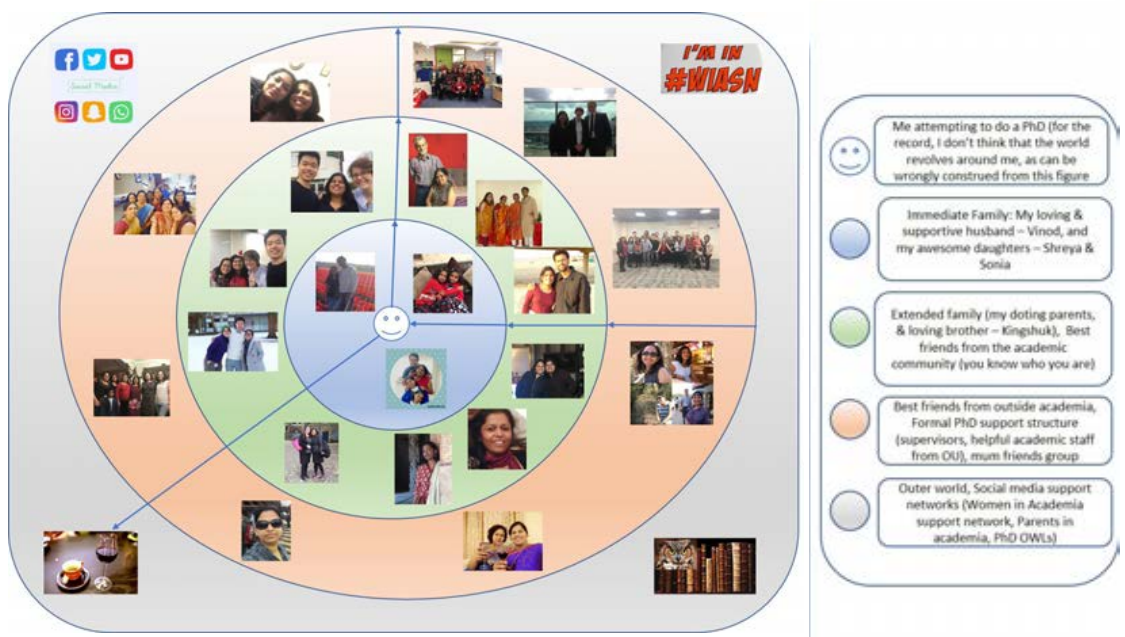 Social Media
I'M IN
#WIASN
Me attempting to do a PhD (for the
record, I don't think that the world
revolves around me, as can be
wrongly construed from this figure
Immediate Family: My loving &
supportive husband – Vinod, and
my awesome daughters – Shreya &
Sonia
Extended family (my doting parents,
& loving brother – Kingshuk), Best
friends from the academic
community (you know who you are)
Best friends from outside academia,
Formal PhD support structure
(supervisors, helpful academic staff
from OU), mum friends group
Outer world, Social media support
networks (Women in Academia
support network, Parents in
academia, PhD OWLs)